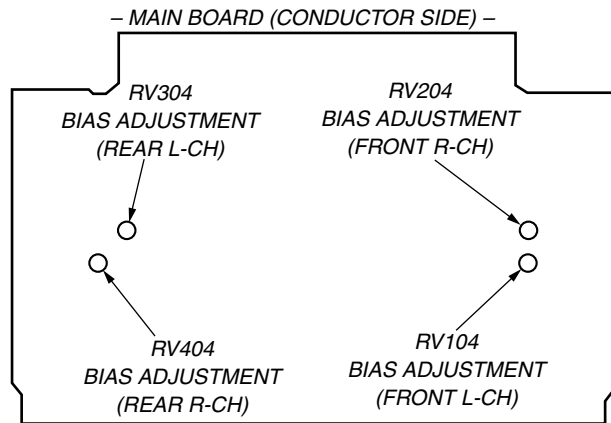 – MAIN BOARD (CONDUCTOR SIDE) –
RV304
BIAS ADJUSTMENT
(REAR L-CH)
RV204
BIAS ADJUSTMENT
(FRONT R-CH)
RV404
BIAS ADJUSTMENT
(REAR R-CH)
RV104
BIAS ADJUSTMENT
(FRONT L-CH)